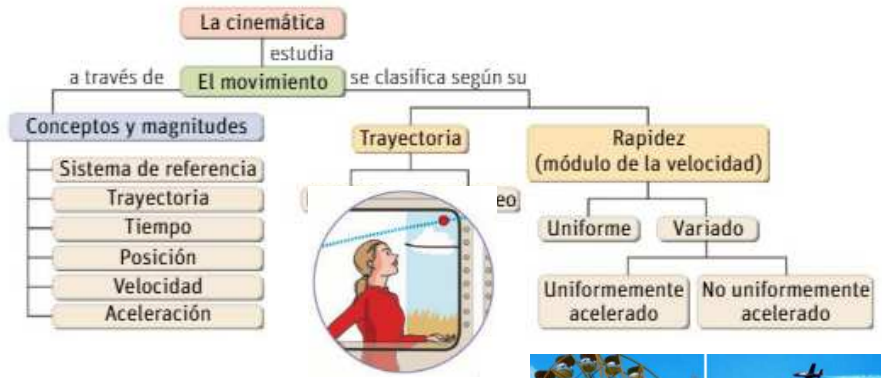 La cinemática
estudia
a través de
El movimiento
se clasifica según su
Conceptos y magnitudes
Trayectoria
Rapidez
(módulo de la velocidad)
Sistema de referencia
Trayectoria
Tiempo
Posición
Velocidad
Aceleración
Uniforme
Variado
Uniformemente
acelerado
No uniformemente
acelerado